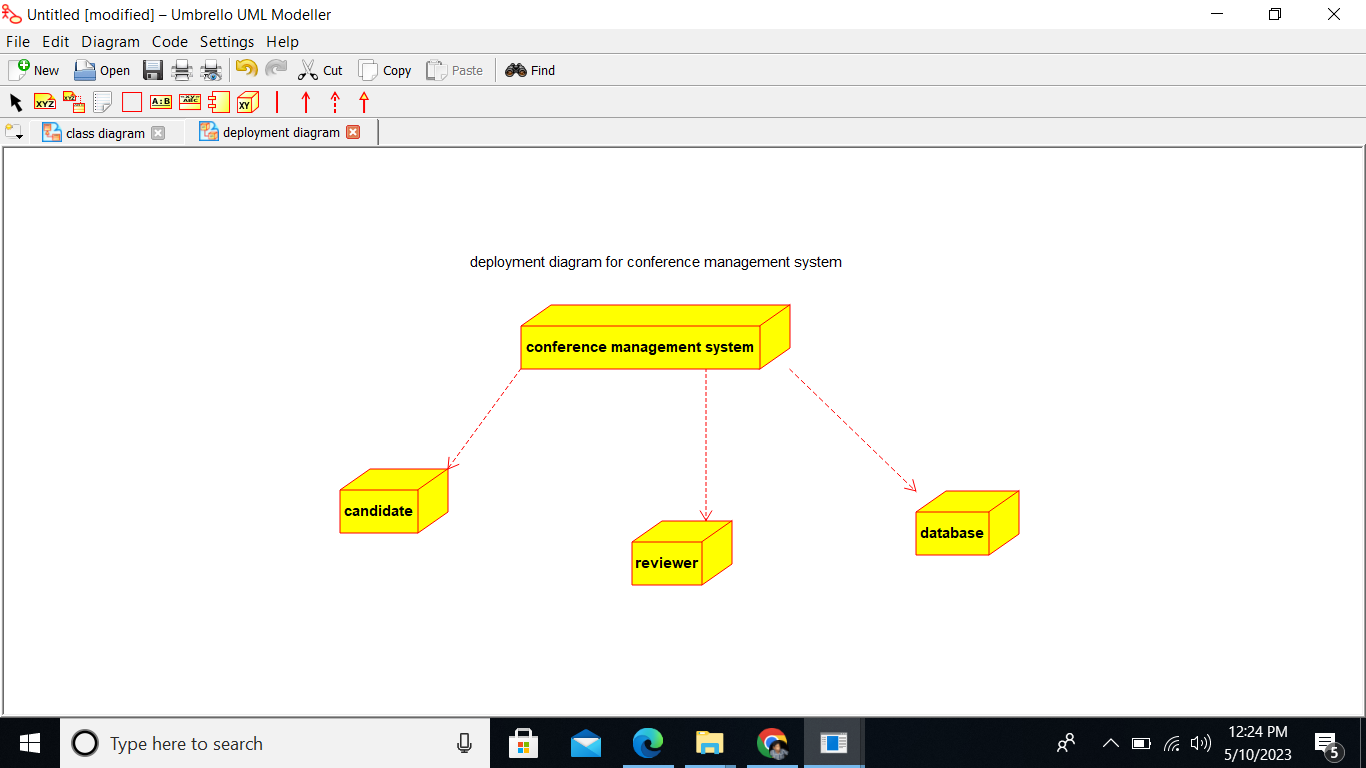 Untitled [modified] – Umbrello UML Modeller
File Edit Diagram Code Settings Help
New Open Cut Copy Paste Find
XYZ XYZ A:B ABC XY
class diagram deployment diagram
deployment diagram for conference management system
conference management system
candidate
reviewer
database
Type here to search
12:24 PM
5/10/2023
5